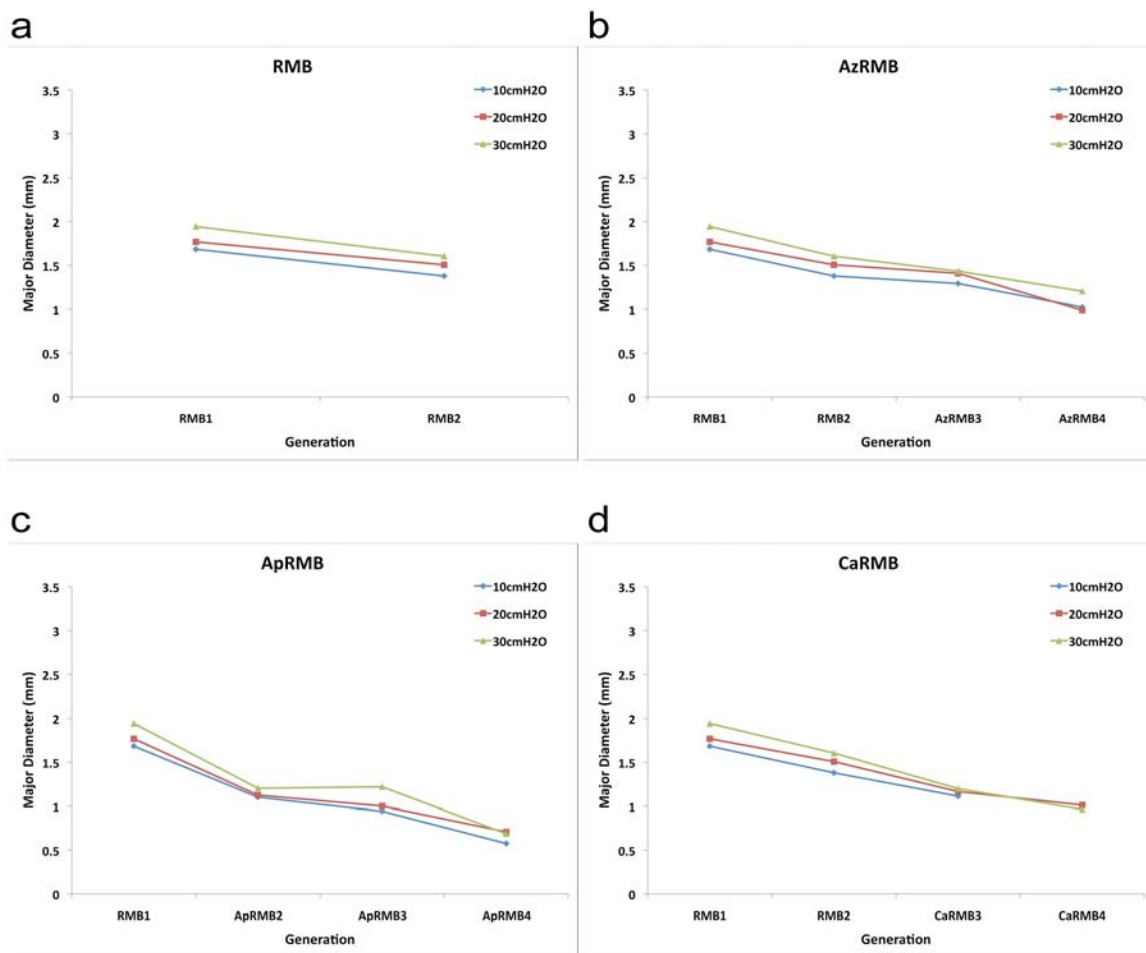 a
RMB
3.5
3
2.5
2
1.5
1
0.5
0
Major Diameter (mm)
10cmH2O
20cmH2O
30cmH2O
RMB1 RMB2
Generation
b
AzRMB
3.5
3
2.5
2
1.5
1
0.5
0
Major Diameter (mm)
10cmH2O
20cmH2O
30cmH2O
RMB1 RMB2 AzRMB3 AzRMB4
Generation
c
ApRMB
3.5
3
2.5
2
1.5
1
0.5
0
Major Diameter (mm)
10cmH2O
20cmH2O
30cmH2O
RMB1 ApRMB2 ApRMB3 ApRMB4
Generation
d
CaRMB
3.5
3
2.5
2
1.5
1
0.5
0
Major Diameter (mm)
10cmH2O
20cmH2O
30cmH2O
RMB1 RMB2 CaRMB3 CaRMB4
Generation